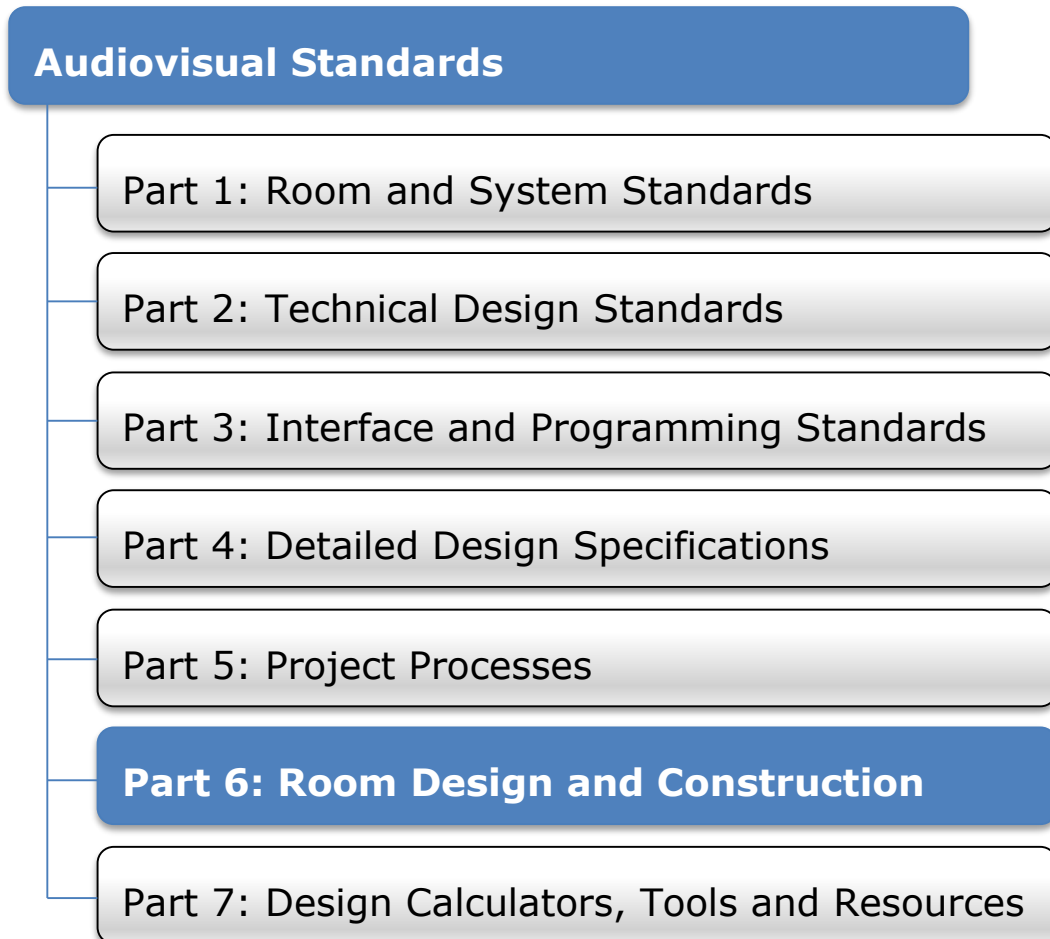 Audiovisual Standards
Part 1: Room and System Standards
Part 2: Technical Design Standards
Part 3: Interface and Programming Standards
Part 4: Detailed Design Specifications
Part 5: Project Processes
Part 6: Room Design and Construction
Part 7: Design Calculators, Tools and Resources